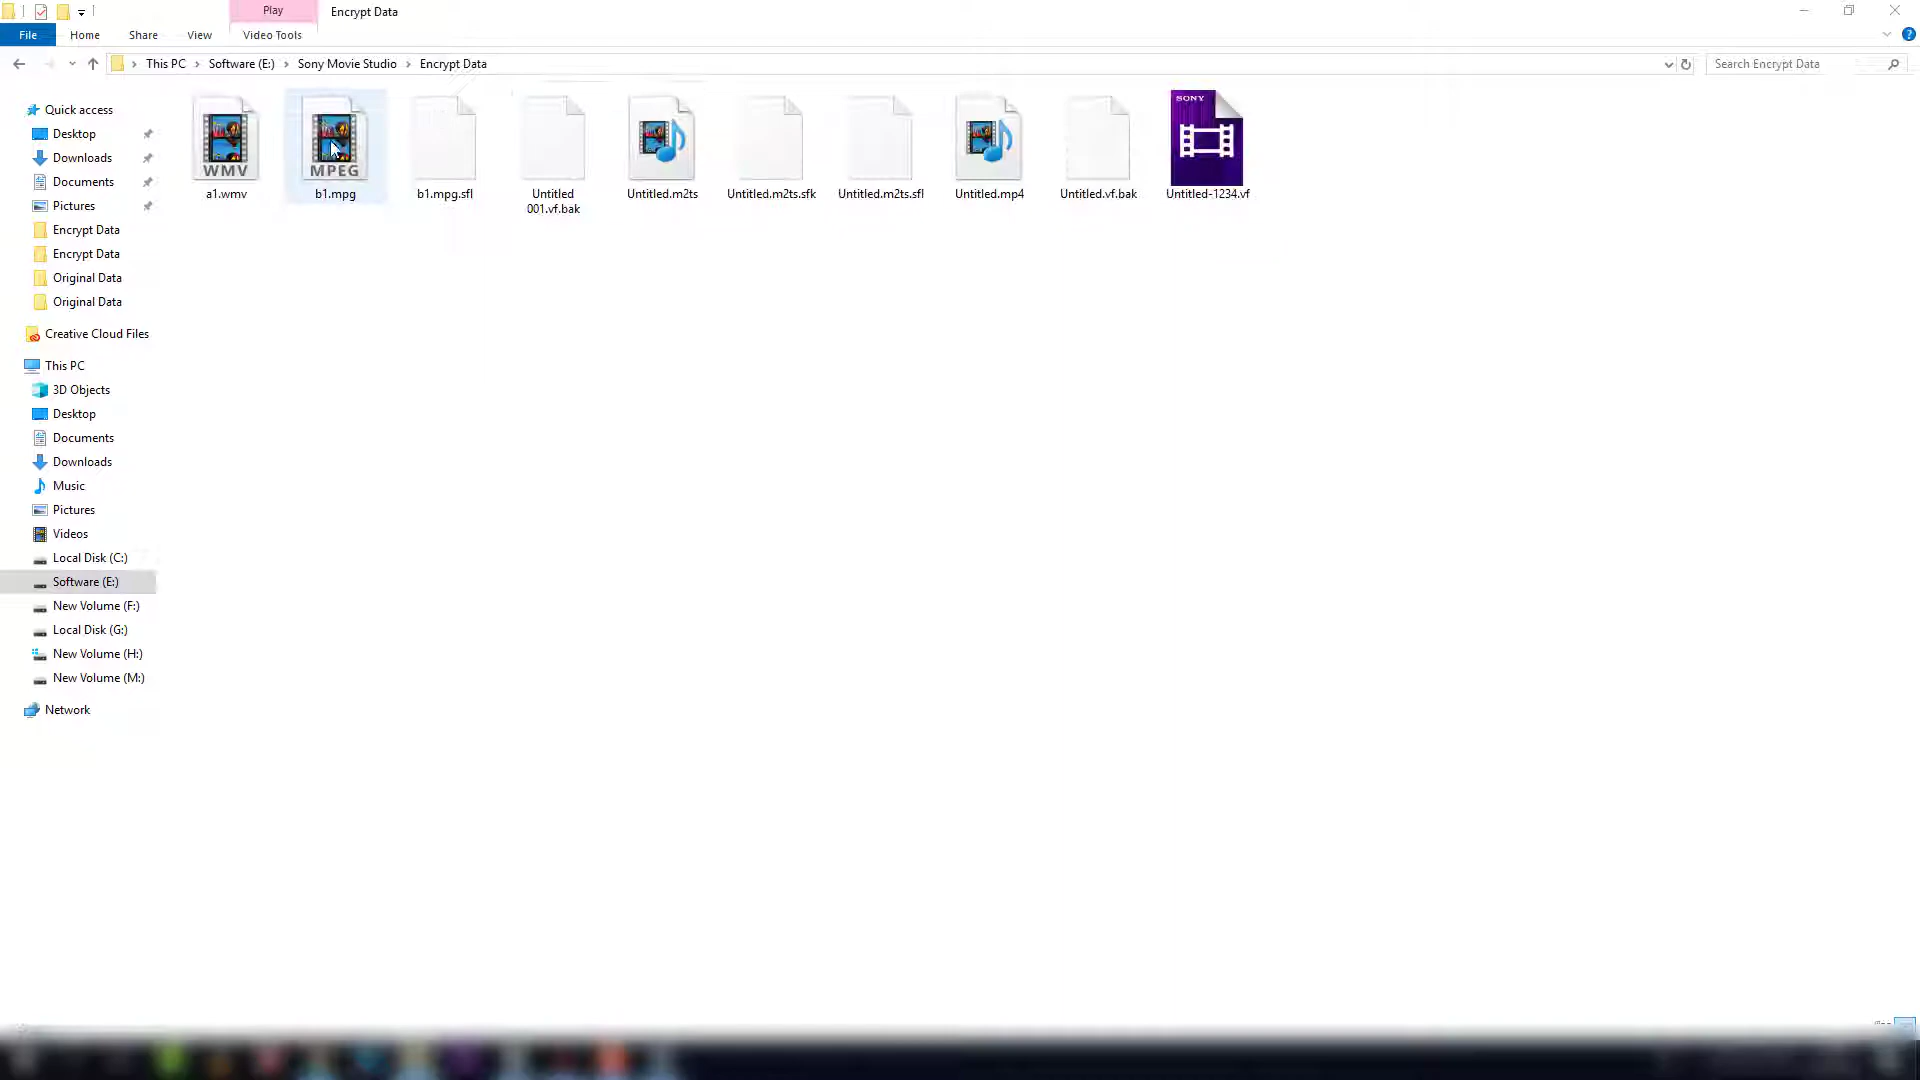 Play
Encrypt Data
File
Home
Share
View
Video Tools
This PC
Software (E:)
Sony Movie Studio
Encrypt Data
Search Encrypt Data
Quick access
Desktop
Downloads
Documents
Pictures
Encrypt Data
Encrypt Data
Original Data
Original Data
Creative Cloud Files
This PC
3D Objects
Desktop
Documents
Downloads
Music
Pictures
Videos
Local Disk (C:)
Software (E:)
New Volume (F:)
Local Disk (G:)
New Volume (H:)
New Volume (M:)
Network
WMV
a1.wmv
MPEG
b1.mpg
b1.mpg.sfl
Untitled
001.vf.bak
Untitled.m2ts
Untitled.m2ts.sfk
Untitled.m2ts.sfl
Untitled.mp4
Untitled.vf.bak
SONY
Untitled-1234.vf